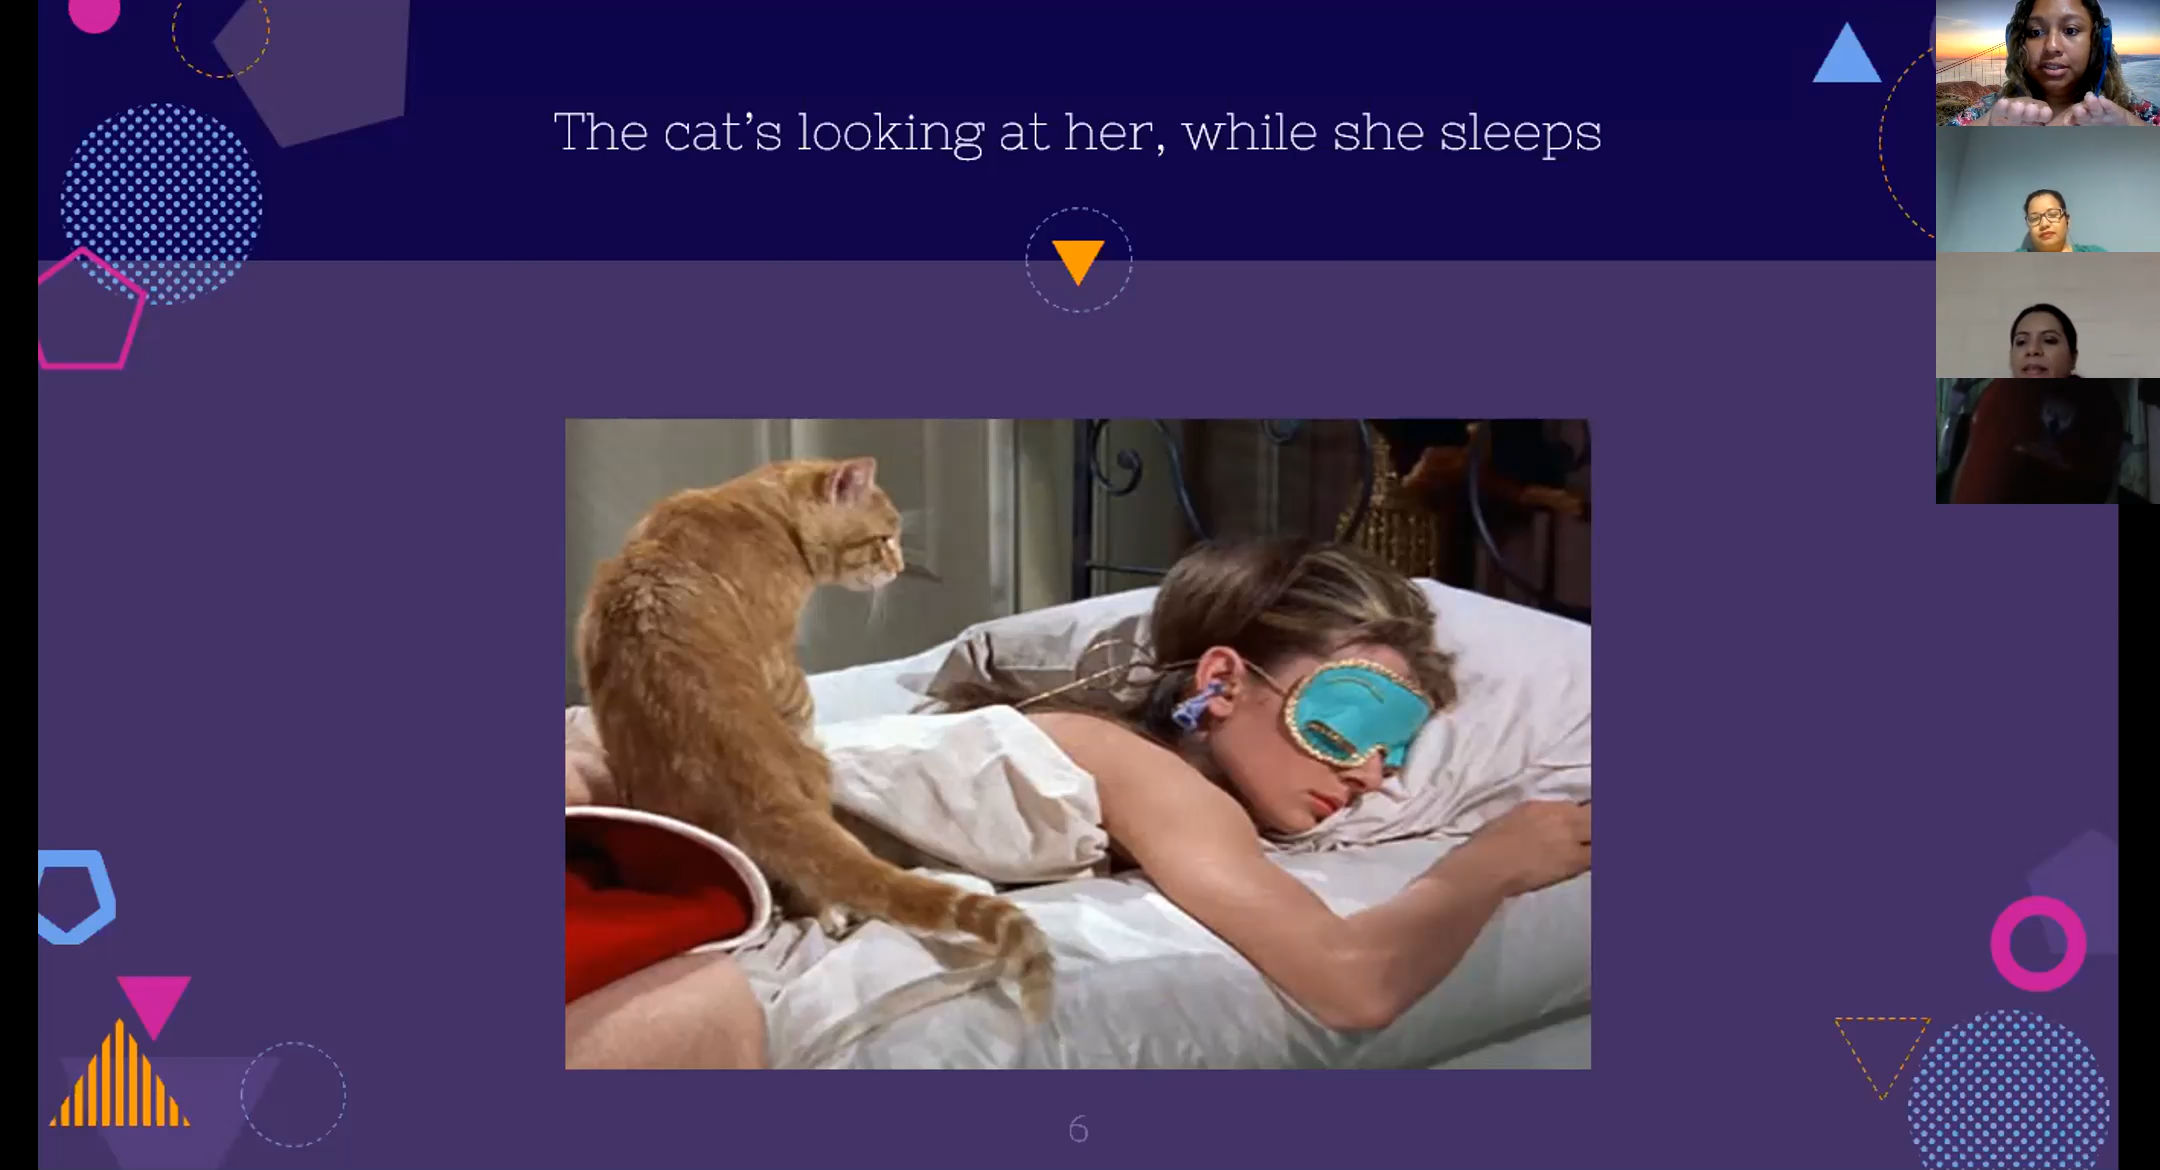 The cat’s looking at her, while she sleeps
6